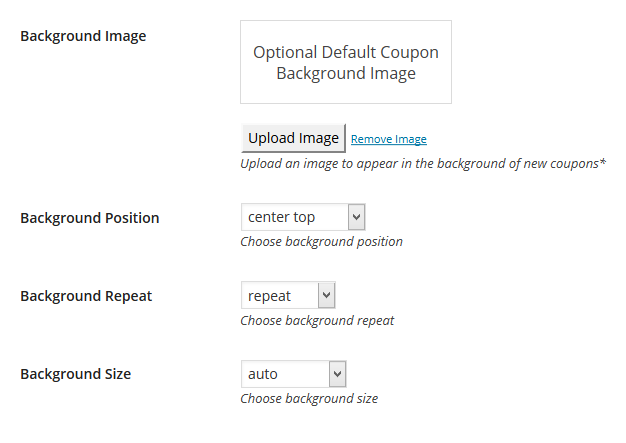 Background Image
Optional Default Coupon
Background Image
Upload Image Remove Image
Upload an image to appear in the background of new coupons*
Background Position center top
Choose background position
Background Repeat repeat
Choose background repeat
Background Size auto
Choose background size